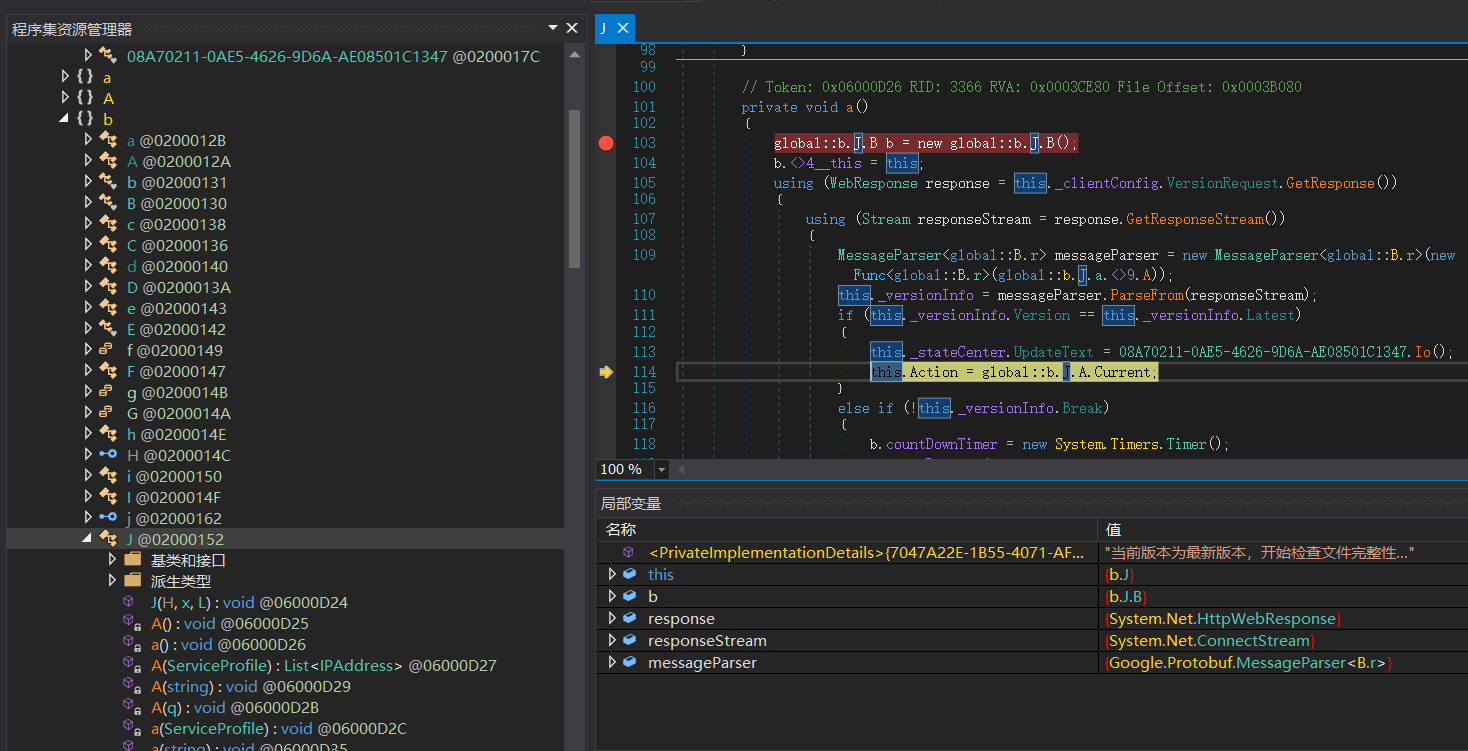 程序集资源管理器
08A70211-0AE5-4626-9D6A-AE08501C1347 @0200017C
{ } a
{ } A
{ } b
a @0200012B
A @0200012A
b @02000131
B @02000130
c @02000138
C @02000136
d @02000140
D @0200013A
e @02000143
E @02000142
f @02000149
F @02000147
g @0200014B
G @0200014A
h @0200014E
H @0200014C
i @02000150
I @0200014F
j @02000162
J @02000152
基类和接口
派生类型
J(H, x, L) : void @06000D24
A() : void @06000D25
a() : void @06000D26
A(ServiceProfile) : List<IPAddress> @06000D27
A(string) : void @06000D29
A(q) : void @06000D2B
a(ServiceProfile) : void @06000D2C
a(string) : void @06000D35
J
98 }
99
100 // Token: 0x06000D26 RID: 3366 RVA: 0x0003CE80 File Offset: 0x0003B080
101 private void a()
102 {
103 global::b.J.B b = new global::b.J.B();
104 b.<>4__this = this;
105 using (WebResponse response = this._clientConfig.VersionRequest.GetResponse())
106 {
107 using (Stream responseStream = response.GetResponseStream())
108 {
109 MessageParser<global::B.r> messageParser = new MessageParser<global::B.r>(new
Func<global::B.r>(global::b.J.a.<>9.A));
110 this._versionInfo = messageParser.ParseFrom(responseStream);
111 if (this._versionInfo.Version == this._versionInfo.Latest)
112 {
113 this._stateCenter.UpdateText = 08A70211-0AE5-4626-9D6A-AE08501C1347.Io();
114 this.Action = global::b.J.A.Current;
115 }
116 else if (!this._versionInfo.Break)
117 {
118 b.countDownTimer = new System.Timers.Timer();
100 %
局部变量
名称 值
<PrivateImplementationDetails>{7047A22E-1B55-4071-AF... "当前版本为最新版本，开始检查文件完整性..."
this {b.J}
b {b.J.B}
response {System.Net.HttpWebResponse}
responseStream {System.Net.ConnectStream}
messageParser {Google.Protobuf.MessageParser<B.r>}